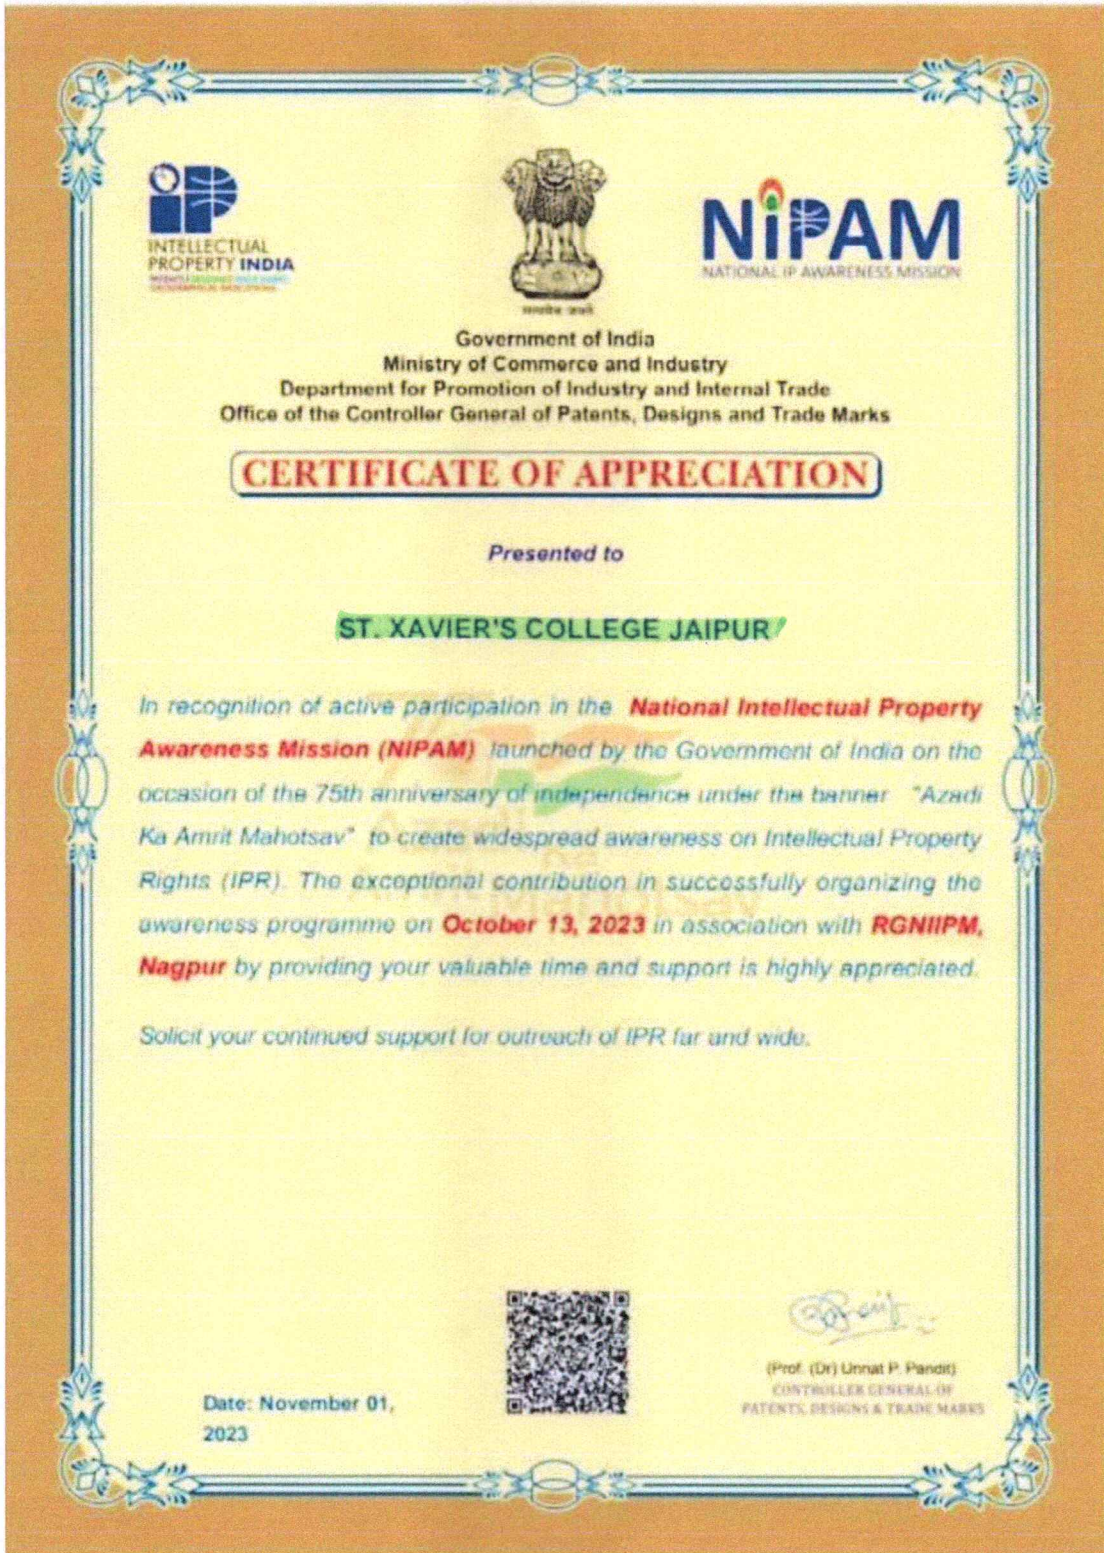 iP
INTELLECTUAL
PROPERTY INDIA
सत्यमेव जयते
NiPAM
NATIONAL IP AWARENESS MISSION
Government of India
Ministry of Commerce and Industry
Department for Promotion of Industry and Internal Trade
Office of the Controller General of Patents, Designs and Trade Marks
CERTIFICATE OF APPRECIATION
Presented to
ST. XAVIER'S COLLEGE JAIPUR
In recognition of active participation in the National Intellectual Property
Awareness Mission (NIPAM) launched by the Government of India on the
occasion of the 75th anniversary of independence under the banner "Azadi
Ka Amrit Mahotsav" to create widespread awareness on Intellectual Property
Rights (IPR). The exceptional contribution in successfully organizing the
awareness programme on October 13, 2023 in association with RGNIIPM,
Nagpur by providing your valuable time and support is highly appreciated.
Solicit your continued support for outreach of IPR far and wide.
(Prof. (Dr) Unnat P. Pandit)
CONTROLLER GENERAL OF
PATENTS, DESIGNS & TRADE MARKS
Date: November 01,
2023